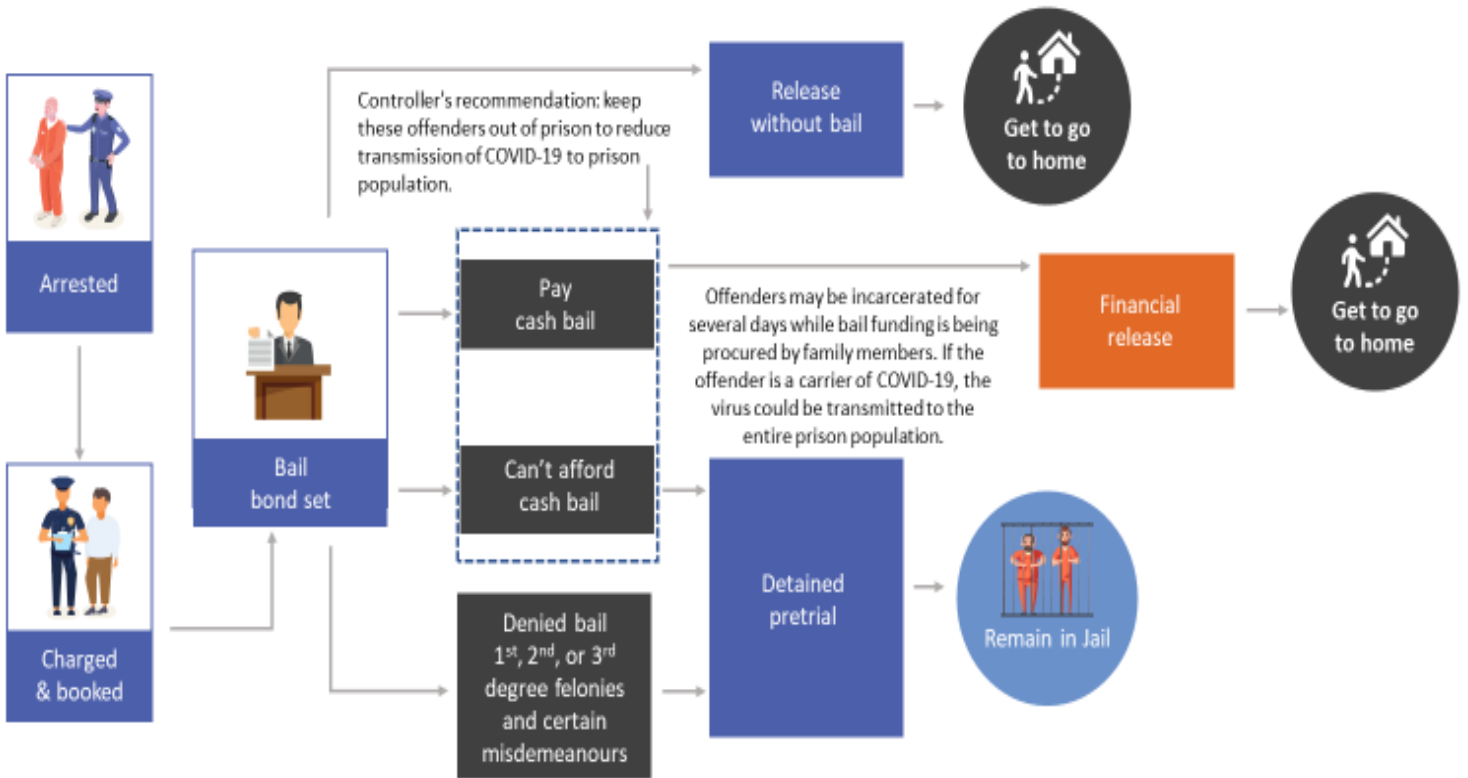 Arrested
Charged
& booked
Bail
bond set
Controller's recommendation: keep
these offenders out of prison to reduce
transmission of COVID-19 to prison
population.
Pay
cash bail
Can't afford
cash bail
Denied bail
1st, 2nd, or 3rd
degree felonies
and certain
misdemeanours
Release
without bail
Get to go
to home
Offenders may be incarcerated for
several days while bail funding is being
procured by family members. If the
offender is a carrier of COVID-19, the
virus could be transmitted to the
entire prison population.
Financial
release
Get to go
to home
Detained
pretrial
Remain in Jail